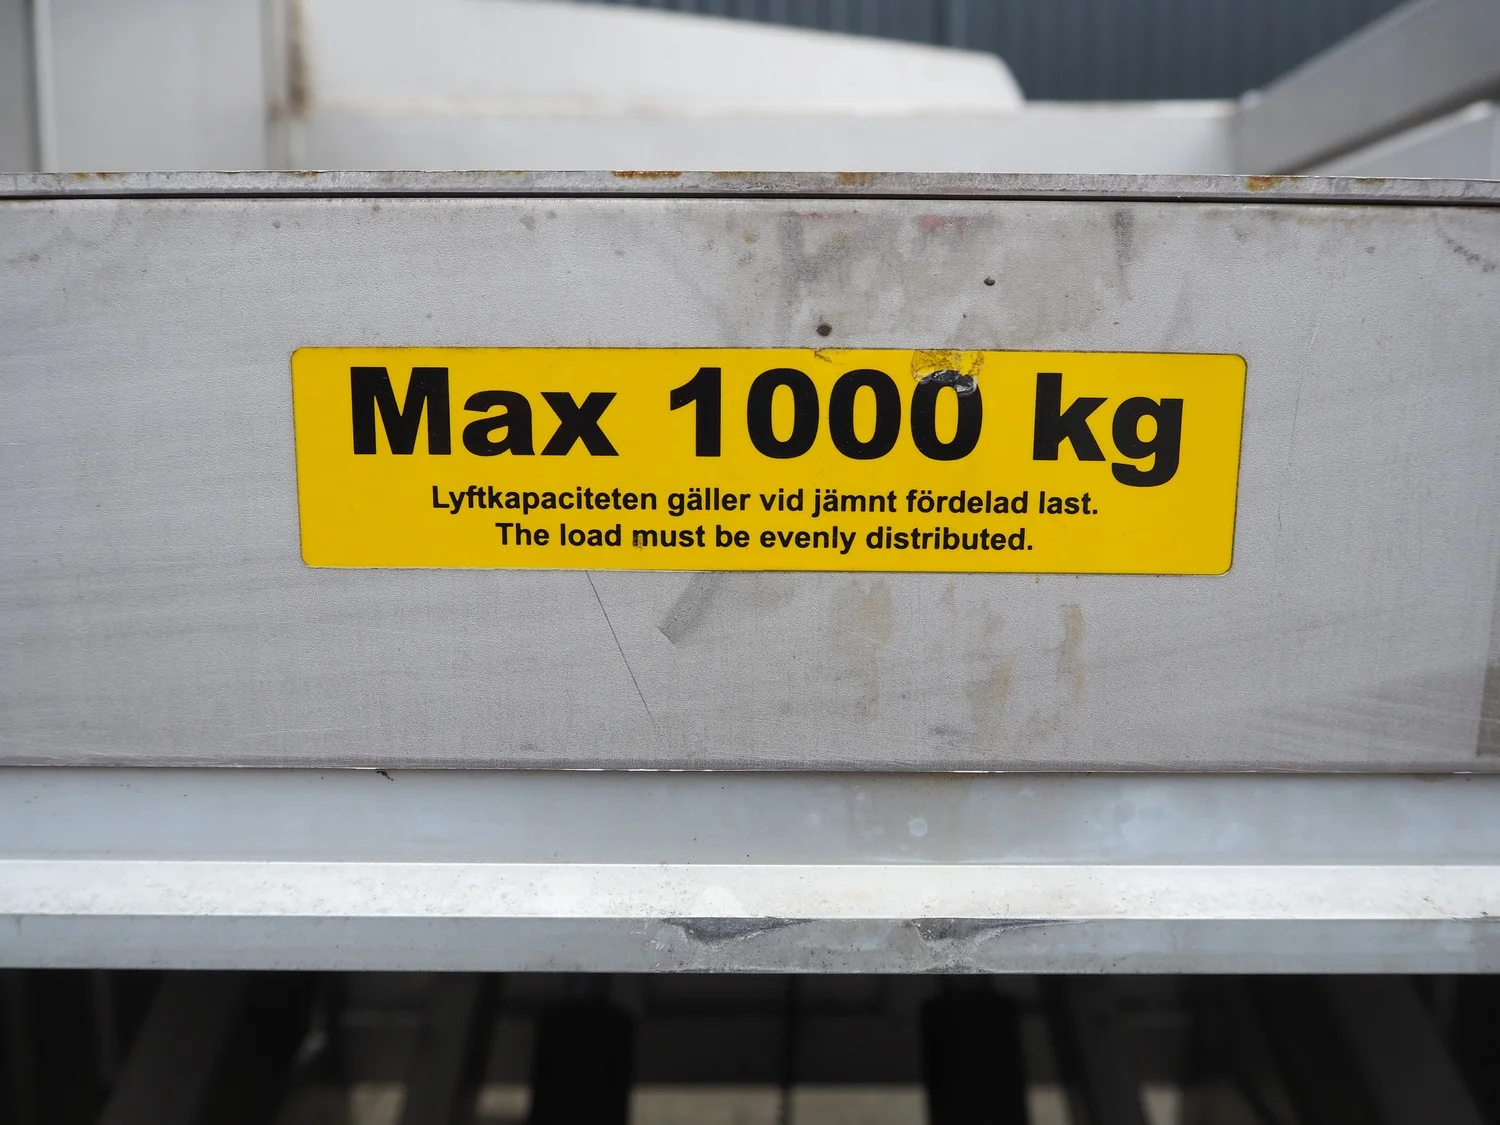 Max 1000 kg
Lyftkapaciteten gäller vid jämnt fördelad last.
The load must be evenly distributed.